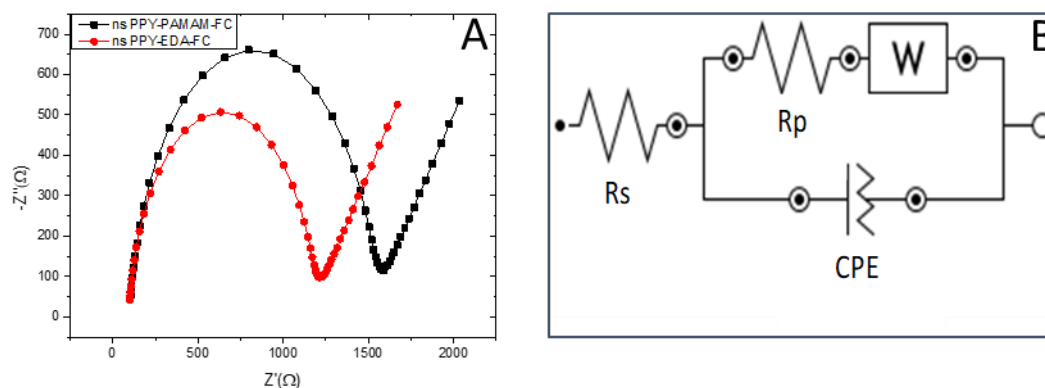 ns PPY-PAMAM-FC
ns PPY-EDA-FC
A
700
600
500
400
300
200
100
0
-Z''(Ω)
0 500 1000 1500 2000
Z'(Ω)
B
W
Rp
Rs
CPE